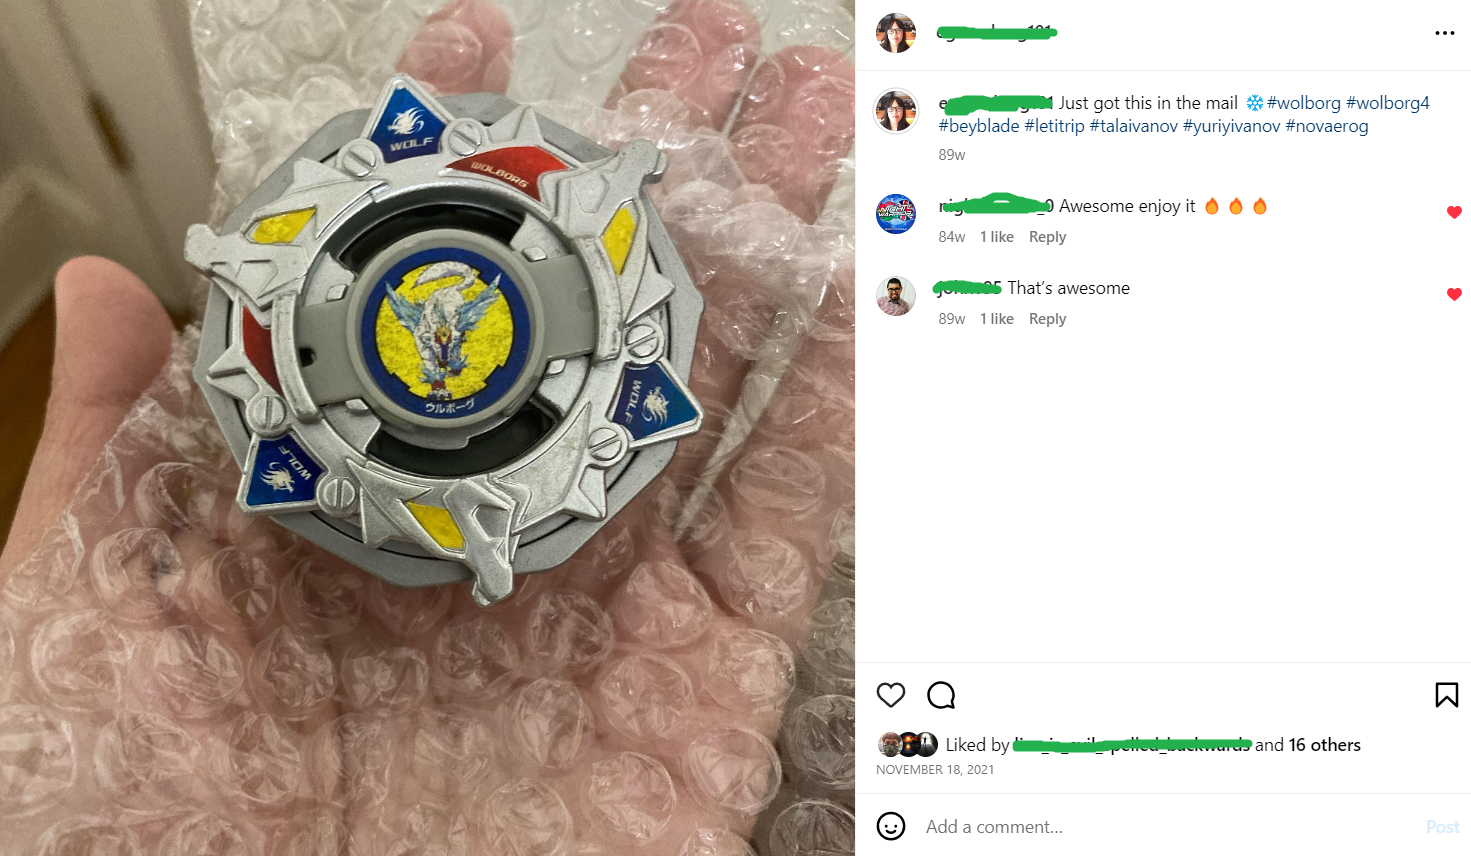 WOLF
WOLBORG
WOLF
WOLF
ウルボーグ
Just got this in the mail ❄️ #wolborg #wolborg4
#beyblade #letitrip #talaivanov #yuriyivanov #novaerog
89w
Awesome enjoy it 🔥 🔥 🔥
84w 1 like Reply
That's awesome
89w 1 like Reply
Liked by and 16 others
NOVEMBER 18, 2021
Add a comment...
Post